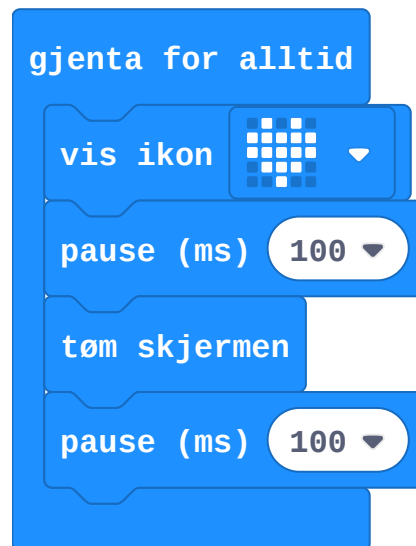 gjenta for alltid
vis ikon
pause (ms) 100
tøm skjermen
pause (ms) 100